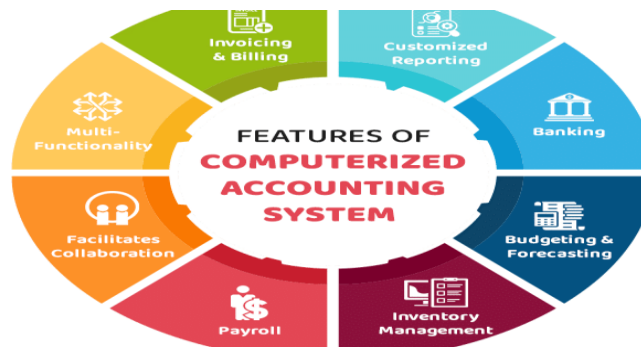 FEATURES OF
COMPUTERIZED
ACCOUNTING
SYSTEM
Invoicing
& Billing
Customized
Reporting
Banking
Budgeting &
Forecasting
Inventory
Management
Payroll
Facilitates
Collaboration
Multi-
Functionality